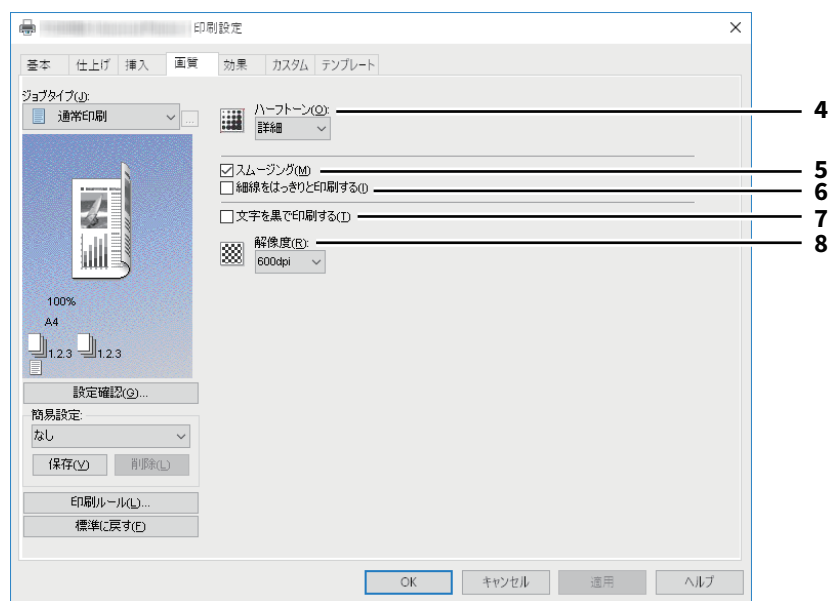 印刷設定
基本 仕上げ 挿入 画質 効果 カスタム テンプレート
ジョブタイプ(J):
通常印刷
...
ハーフトーン(O):
4
詳細
スムージング(M)
5
細線をはっきりと印刷する(I)
6
文字を黒で印刷する(T)
7
解像度(R):
8
600dpi
100%
A4
1.2.3 1.2.3
設定確認(G)...
簡易設定:
なし
保存(V) 削除(L)
印刷ルール(L)...
標準に戻す(F)
OK キャンセル 適用 ヘルプ